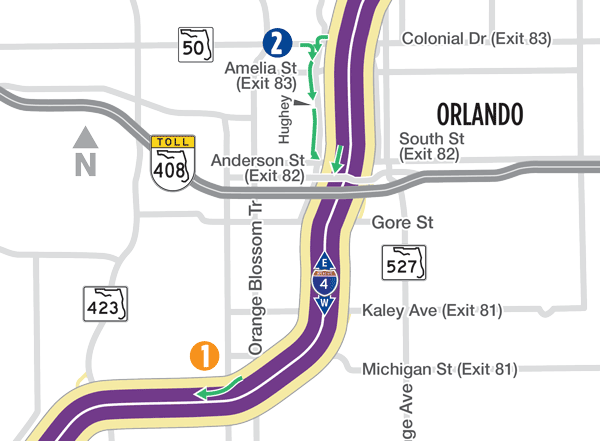 2
50
Colonial Dr (Exit 83)
Amelia St
(Exit 83)
Hughey
ORLANDO
TOLL
408
South St
(Exit 82)
Anderson St
(Exit 82)
N
Gore St
Orange Blossom Tr
E
4
W
527
423
Kaley Ave (Exit 81)
1
Michigan St (Exit 81)
ge Ave